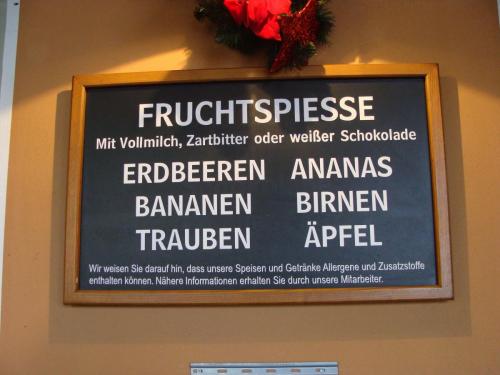 FRUCHTSPIESSE
Mit Vollmilch, Zartbitter oder weißer Schokolade
ERDBEEREN ANANAS
BANANEN BIRNEN
TRAUBEN ÄPFEL
Wir weisen Sie darauf hin, dass unsere Speisen und Getränke Allergene und Zusatzstoffe
enthalten können. Nähere Informationen erhalten Sie durch unsere Mitarbeiter.